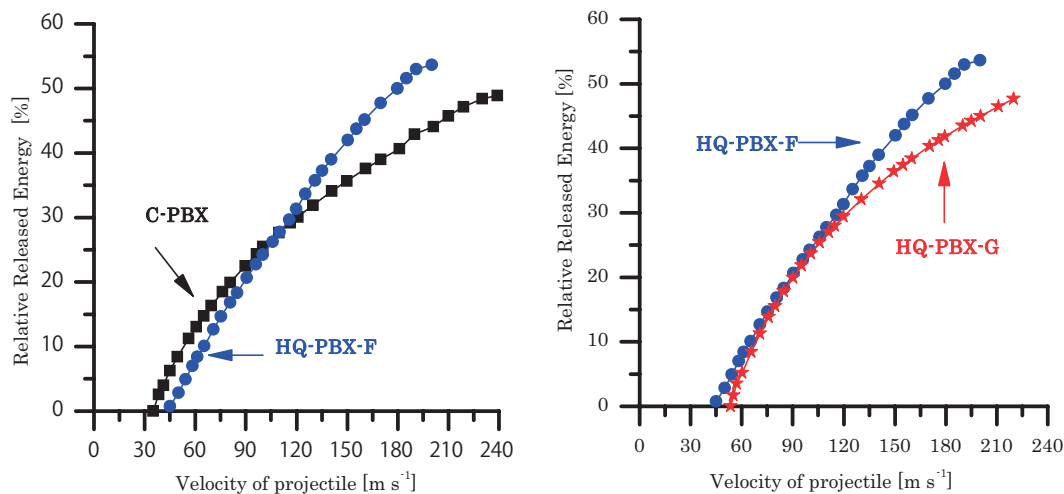 Relative Released Energy [%]
60
50
40
30
20
10
0
C-PBX
HQ-PBX-F
0 30 60 90 120 150 180 210 240
Velocity of projectile [m s⁻¹]
Relative Released Energy [%]
60
50
40
30
20
10
0
HQ-PBX-F
HQ-PBX-G
0 30 60 90 120 150 180 210 240
Velocity of projectile [m s⁻¹]